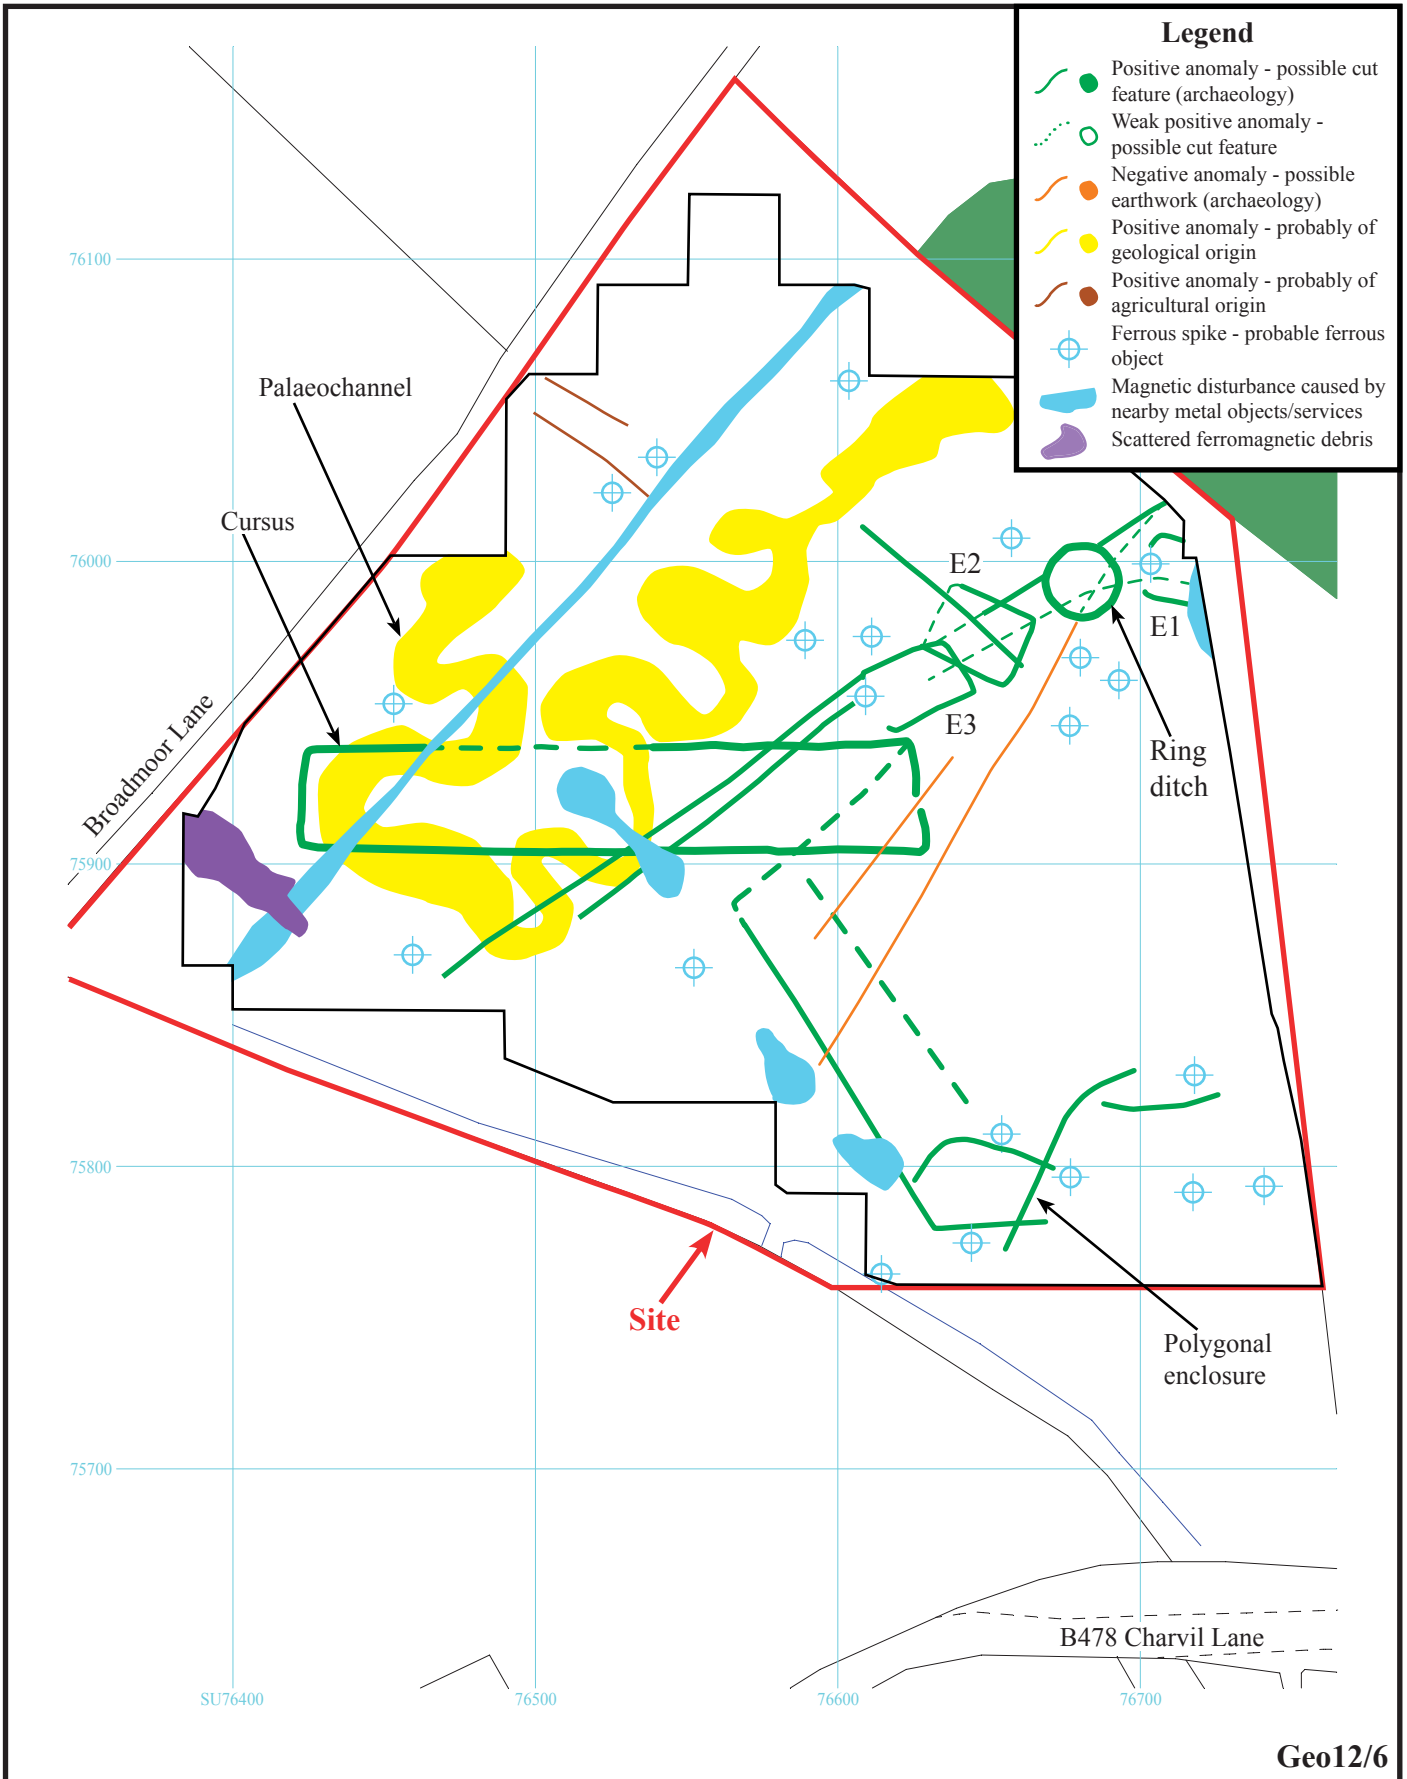 Legend
Positive anomaly - possible cut
feature (archaeology)
Weak positive anomaly -
possible cut feature
Negative anomaly - possible
earthwork (archaeology)
Positive anomaly - probably of
geological origin
Positive anomaly - probably of
agricultural origin
Ferrous spike - probable ferrous
object
Magnetic disturbance caused by
nearby metal objects/services
Scattered ferromagnetic debris
76100
Palaeochannel
Cursus
76000
E2
E1
E3
Ring
ditch
Broadmoor Lane
75900
75800
Site
Polygonal
enclosure
75700
B478 Charvil Lane
SU76400
76500
76600
76700
Geo12/6